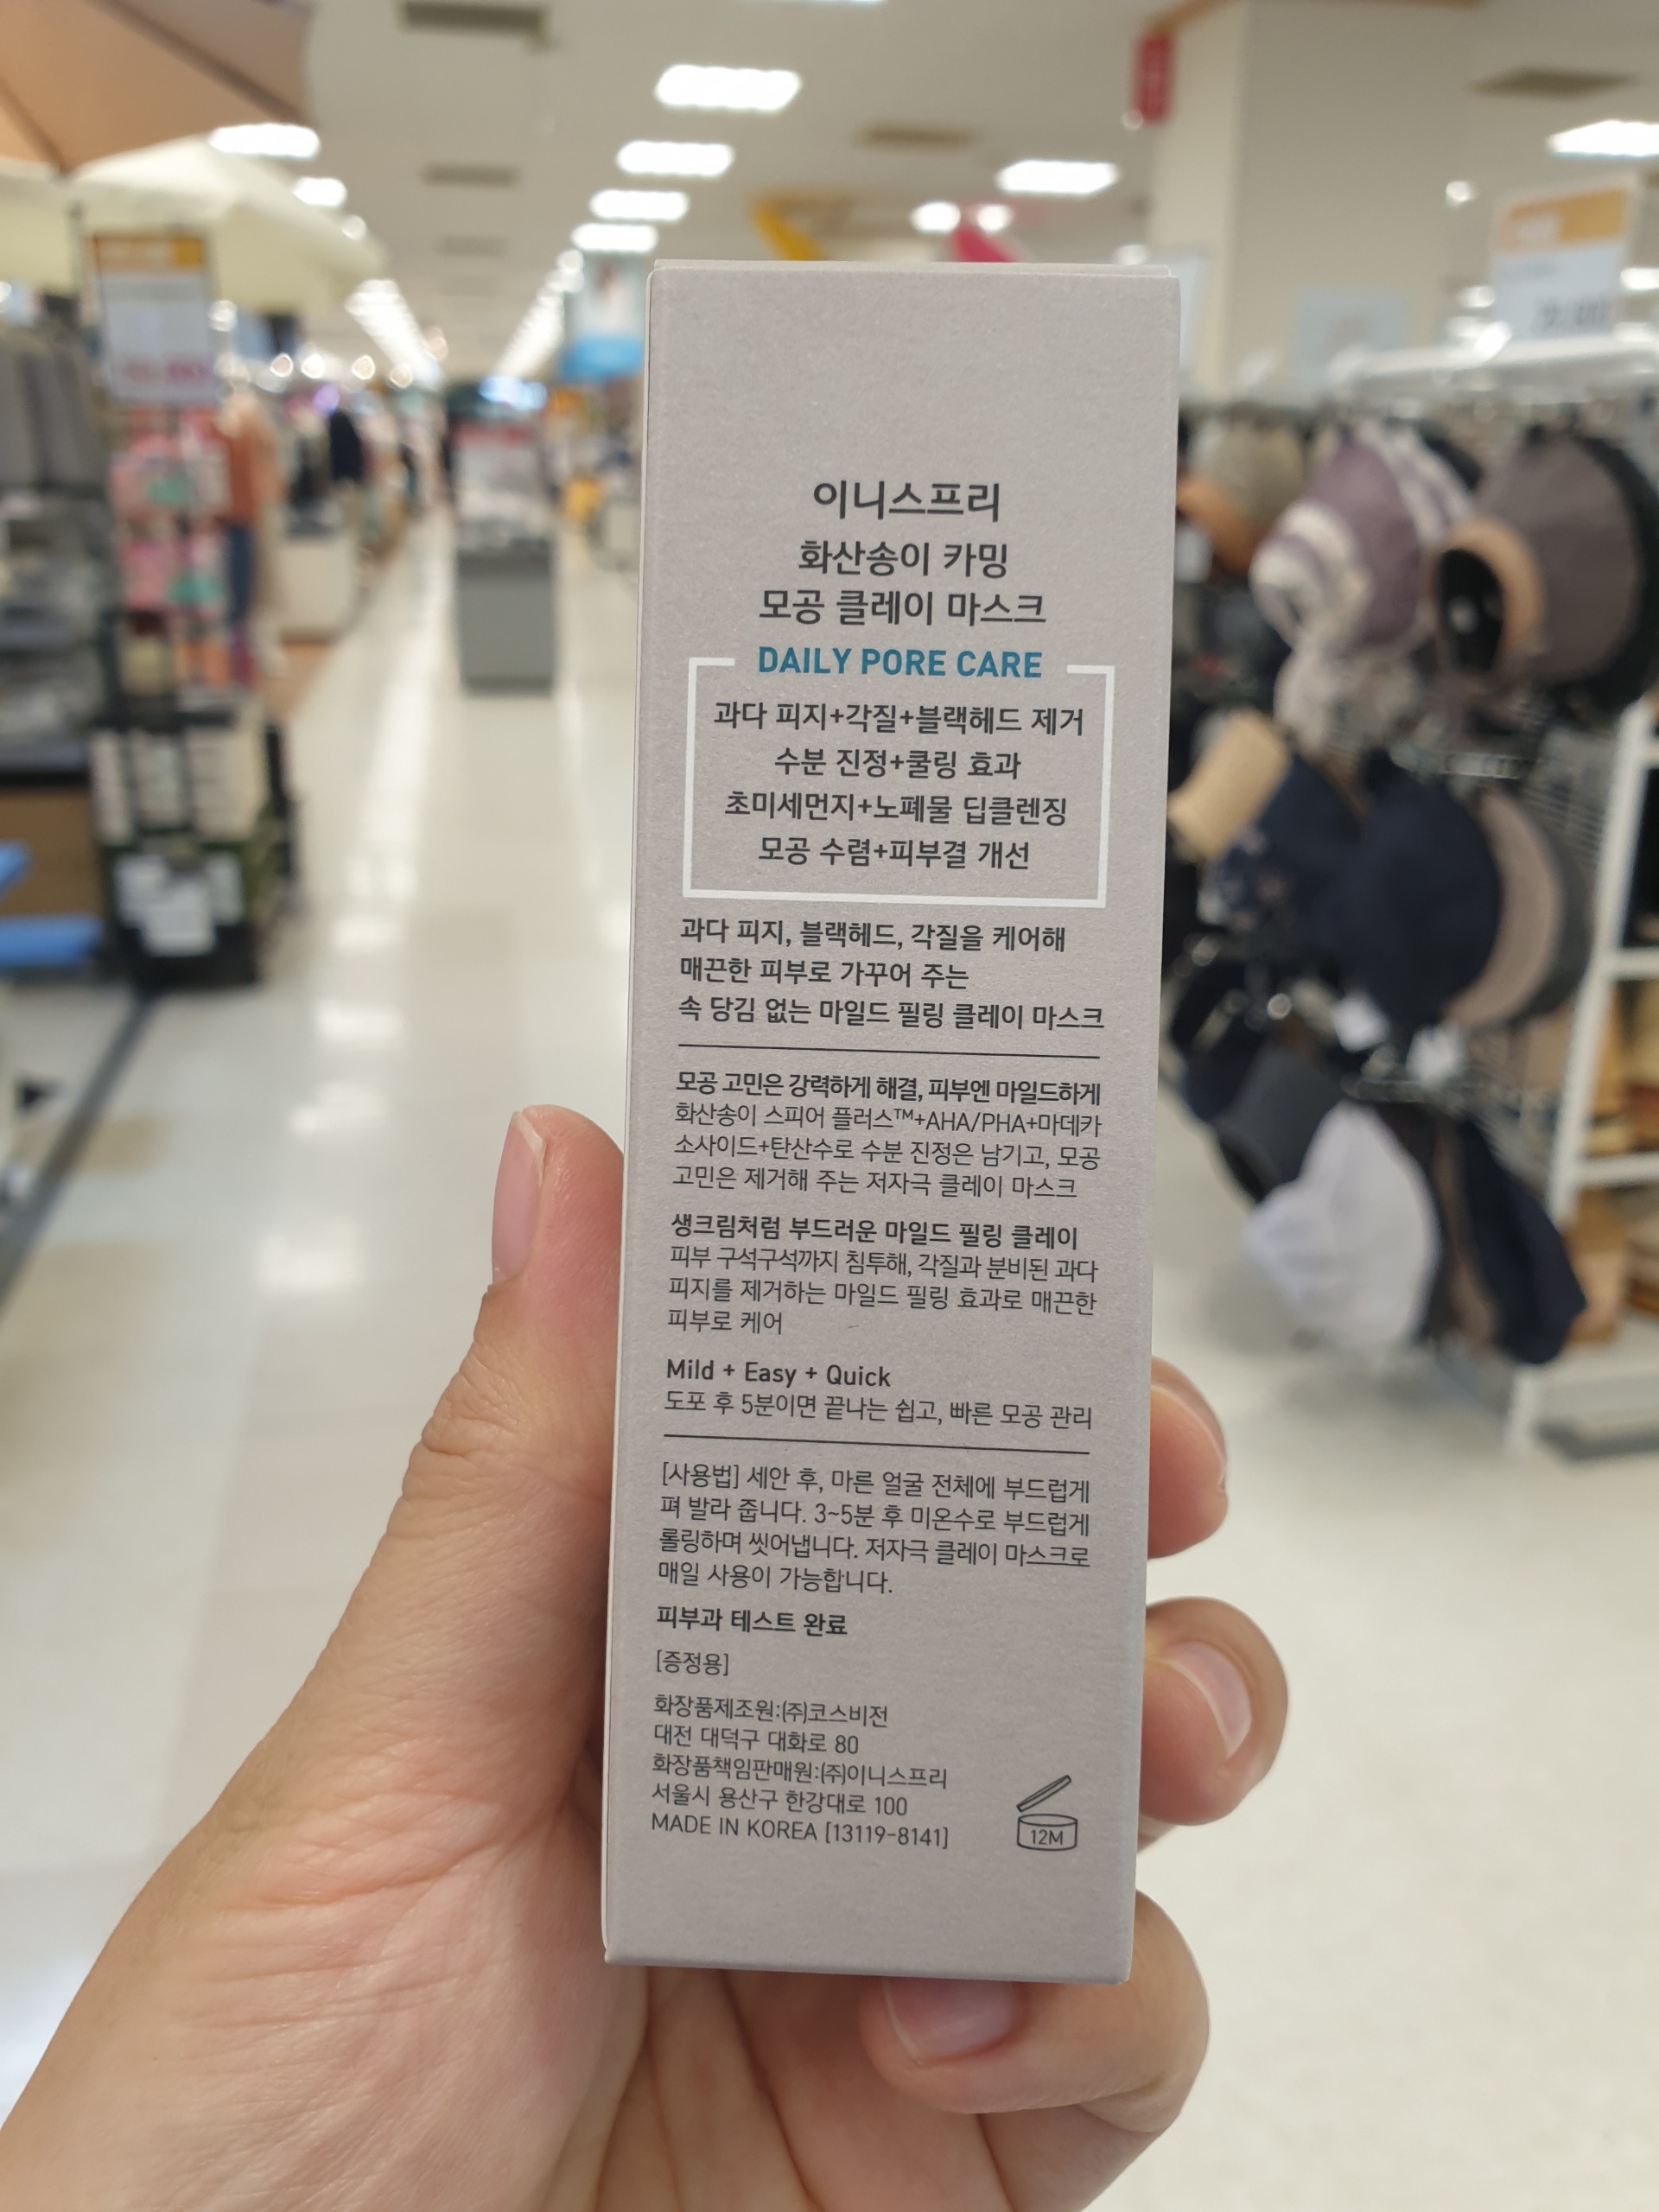 이니스프리
화산송이 카밍
모공 클레이 마스크
DAILY PORE CARE
과다 피지+각질+블랙헤드 제거
수분 진정+쿨링 효과
초미세먼지+노폐물 딥클렌징
모공 수렴+피부결 개선
과다 피지, 블랙헤드, 각질을 케어해
매끈한 피부로 가꾸어 주는
속 당김 없는 마일드 필링 클레이 마스크
모공 고민은 강력하게 해결, 피부엔 마일드하게
화산송이 스피어 플러스™+AHA/PHA+마데카
소사이드+탄산수로 수분 진정은 남기고, 모공
고민은 제거해 주는 저자극 클레이 마스크
생크림처럼 부드러운 마일드 필링 클레이
피부 구석구석까지 침투해, 각질과 분비된 과다
피지를 제거하는 마일드 필링 효과로 매끈한
피부로 케어
Mild + Easy + Quick
도포 후 5분이면 끝나는 쉽고, 빠른 모공 관리
[사용법] 세안 후, 마른 얼굴 전체에 부드럽게
펴 발라 줍니다. 3~5분 후 미온수로 부드럽게
롤링하며 씻어냅니다. 저자극 클레이 마스크로
매일 사용이 가능합니다.
피부과 테스트 완료
[증정용]
화장품제조원:(주)코스비전
대전 대덕구 대화로 80
화장품책임판매원:(주)이니스프리
서울시 용산구 한강대로 100
MADE IN KOREA [13119-8141]
12M